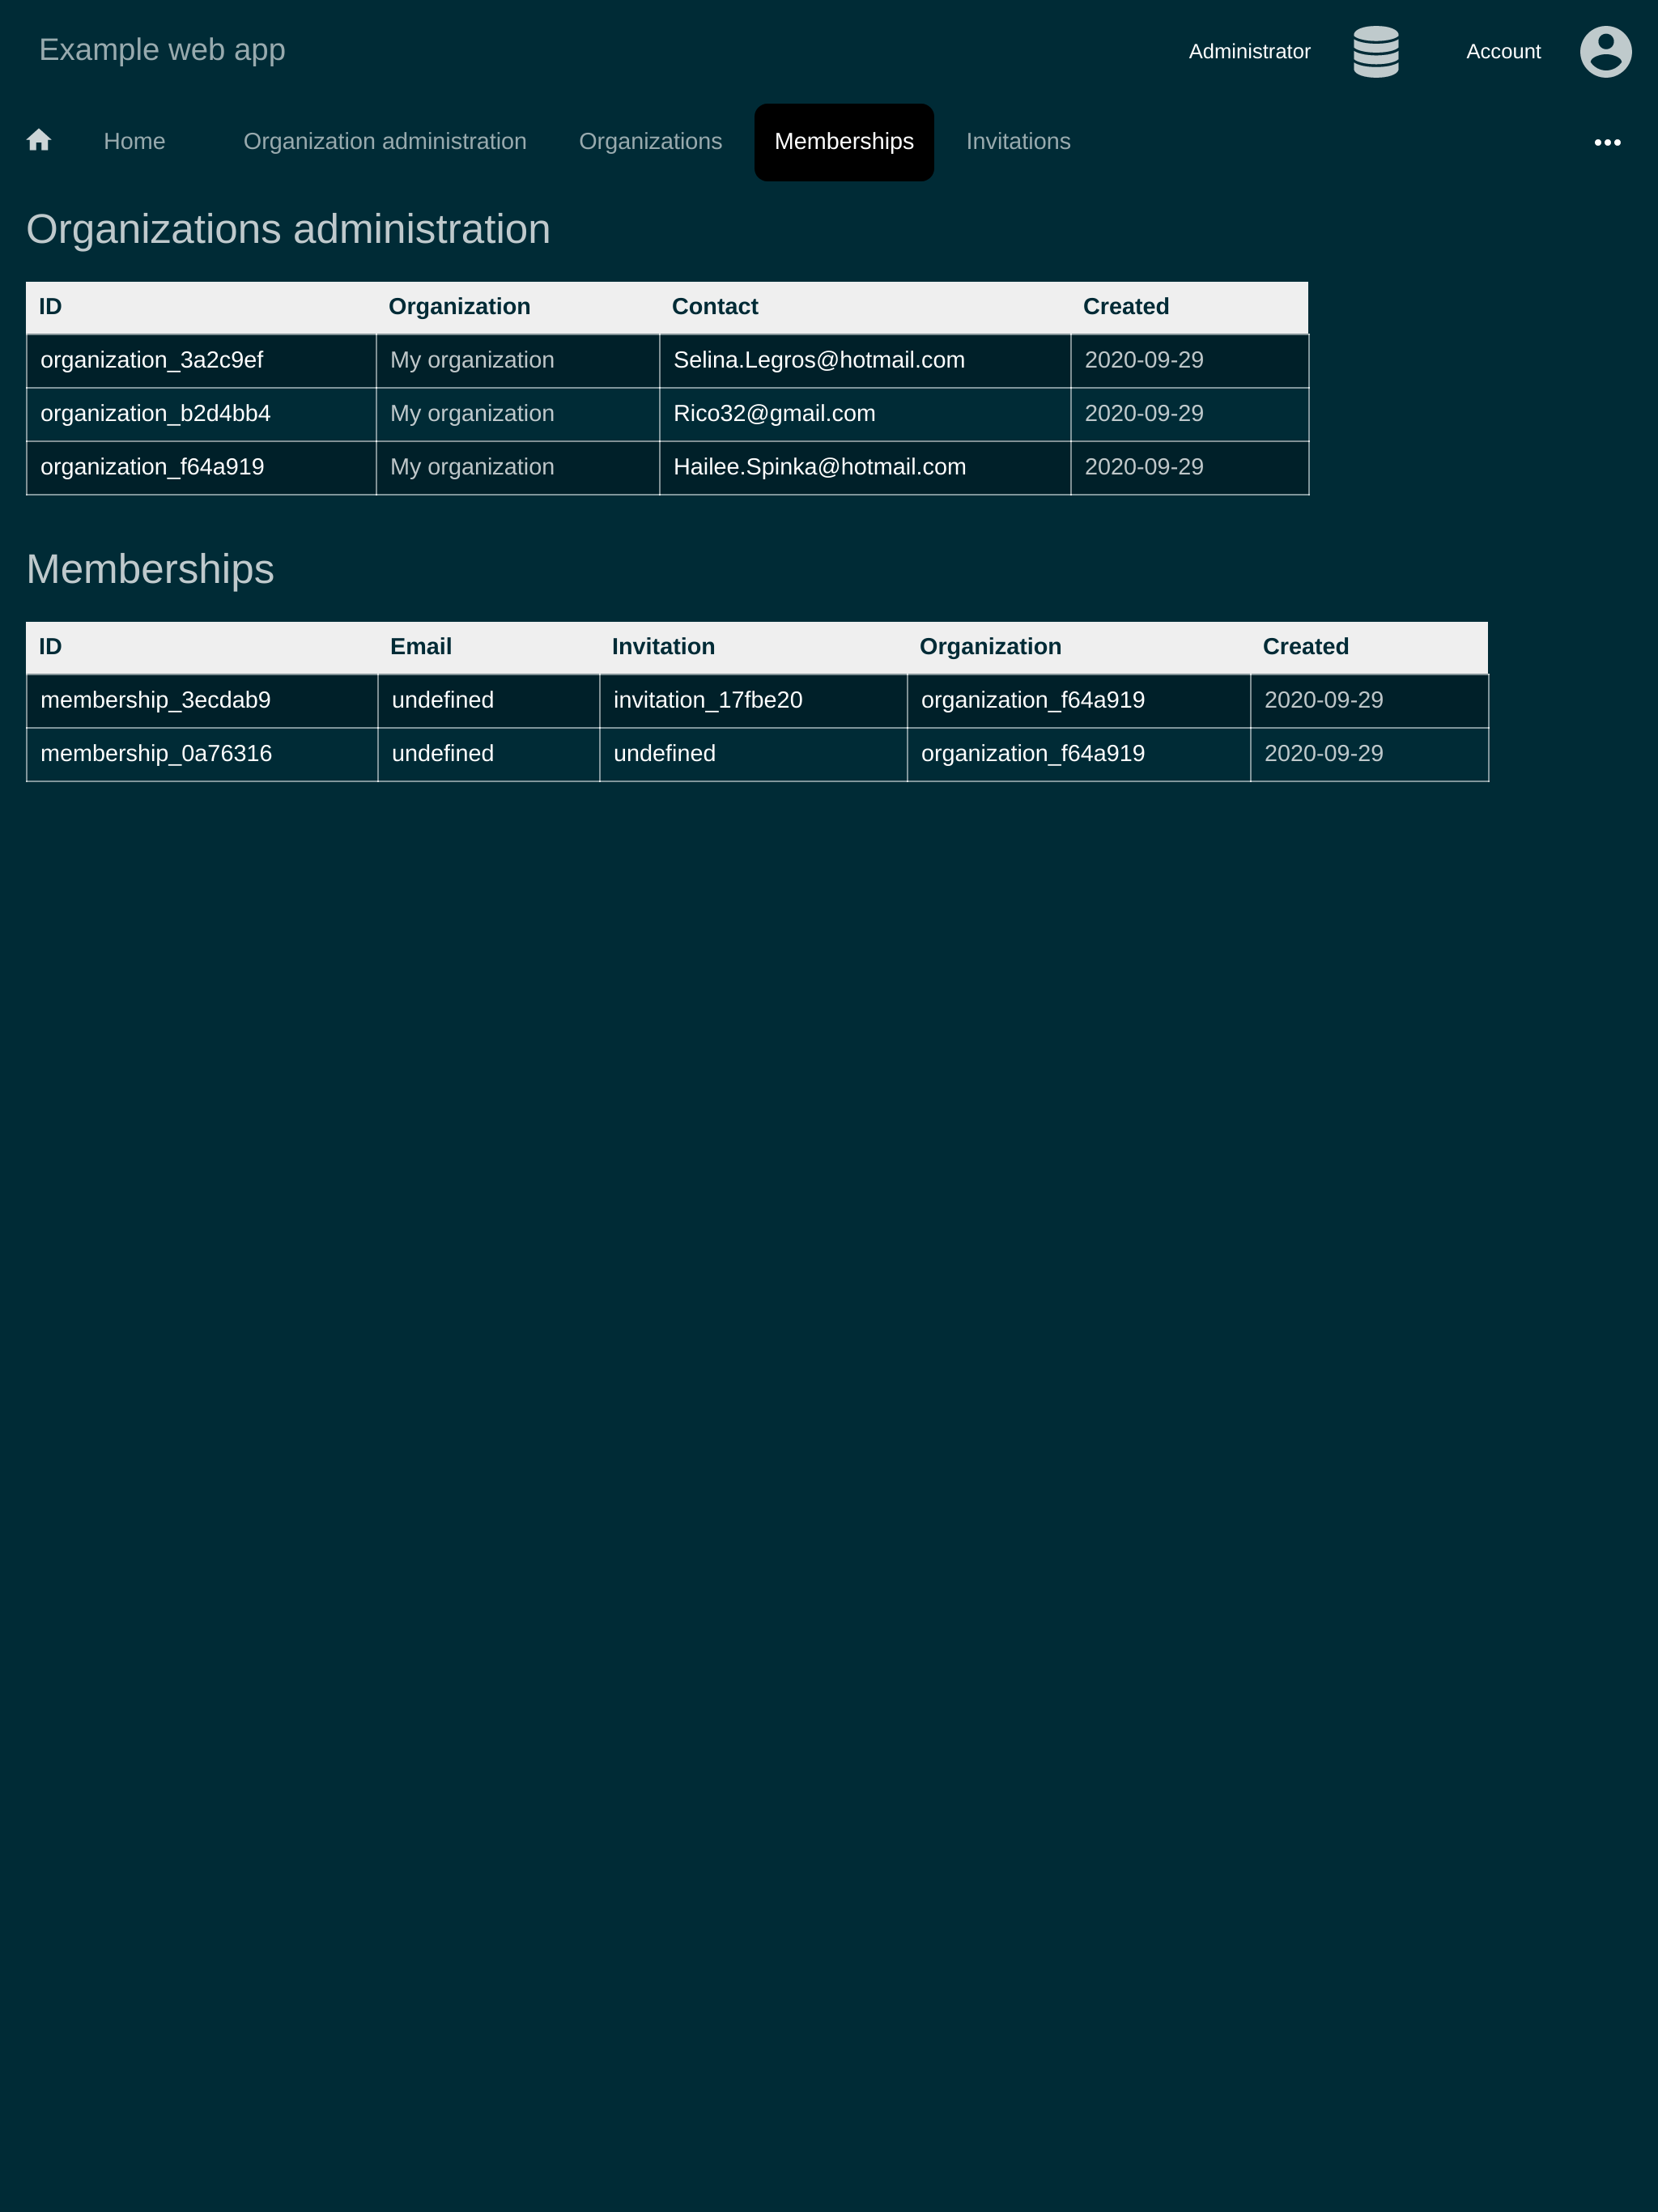 Example web app
Administrator
Account
Home
Organization administration
Organizations
Memberships
Invitations
Organizations administration
ID Organization Contact Created
organization_3a2c9ef My organization Selina.Legros@hotmail.com 2020-09-29
organization_b2d4bb4 My organization Rico32@gmail.com 2020-09-29
organization_f64a919 My organization Hailee.Spinka@hotmail.com 2020-09-29
Memberships
ID Email Invitation Organization Created
membership_3ecdab9 undefined invitation_17fbe20 organization_f64a919 2020-09-29
membership_0a76316 undefined undefined organization_f64a919 2020-09-29